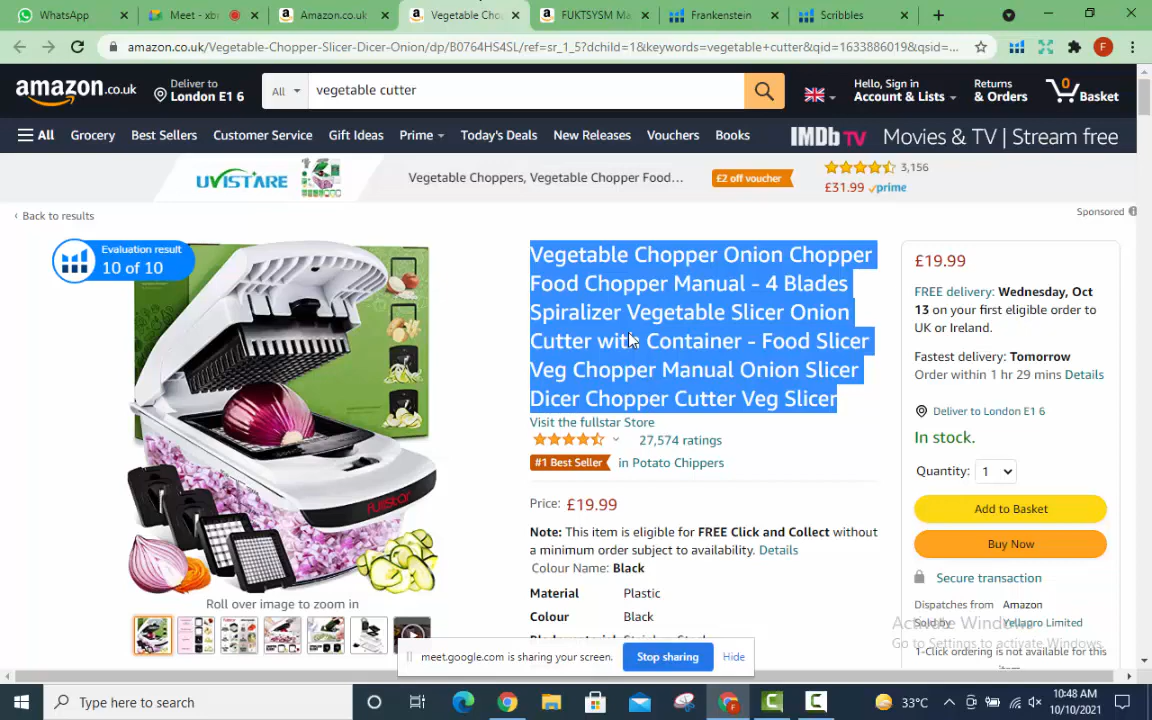 WhatsApp
Meet - xb
Amazon.co.uk
Vegetable Cho
FUKTSYSM M
Frankenstein
Scribbles
amazon.co.uk/Vegetable-Chopper-Slicer-Dicer-Onion/dp/B0764HS4SL/ref=sr_1_5?dchild=1&keywords=vegetable+cutter&qid=1633886019&qsid=...
F
amazon.co.uk
Deliver to
London E1 6
All
vegetable cutter
Hello, Sign in
Account & Lists
Returns
& Orders
0
Basket
All Grocery Best Sellers Customer Service Gift Ideas Prime Today's Deals New Releases Vouchers Books
IMDb TV Movies & TV | Stream free
UVISTARE
Vegetable Choppers, Vegetable Chopper Food...
£2 off voucher
3,156
£31.99 prime
‹ Back to results
Sponsored
Evaluation result
10 of 10
fullstar
Roll over image to zoom in
Vegetable Chopper Onion Chopper
Food Chopper Manual - 4 Blades
Spiralizer Vegetable Slicer Onion
Cutter with Container - Food Slicer
Veg Chopper Manual Onion Slicer
Dicer Chopper Cutter Veg Slicer
Visit the fullstar Store
27,574 ratings
#1 Best Seller in Potato Chippers
Price: £19.99
Note: This item is eligible for FREE Click and Collect without
a minimum order subject to availability. Details
Colour Name: Black
Material Plastic
Colour Black
£19.99
FREE delivery: Wednesday, Oct
13 on your first eligible order to
UK or Ireland.
Fastest delivery: Tomorrow
Order within 1 hr 29 mins Details
Deliver to London E1 6
In stock.
Quantity: 1
Add to Basket
Buy Now
Secure transaction
Dispatches from Amazon
Sold by Yellapro Limited
1-Click ordering is not available for this
Activate Windows
Go to Settings to activate Windows.
meet.google.com is sharing your screen. Stop sharing Hide
Type here to search
33°C
10:48 AM
10/10/2021